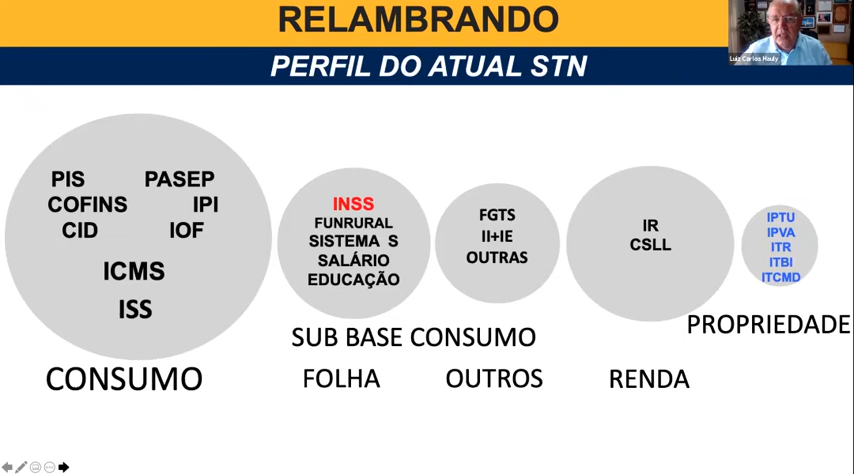 RELAMBRANDO
PERFIL DO ATUAL STN
Luiz Carlos Hauly
PIS PASEP
COFINS IPI
CID IOF
ICMS
ISS
CONSUMO
INSS
FUNRURAL
SISTEMA S
SALÁRIO
EDUCAÇÃO
FGTS
II+IE
OUTRAS
SUB BASE CONSUMO
FOLHA OUTROS
IR
CSLL
RENDA
IPTU
IPVA
ITR
ITBI
ITCMD
PROPRIEDADE